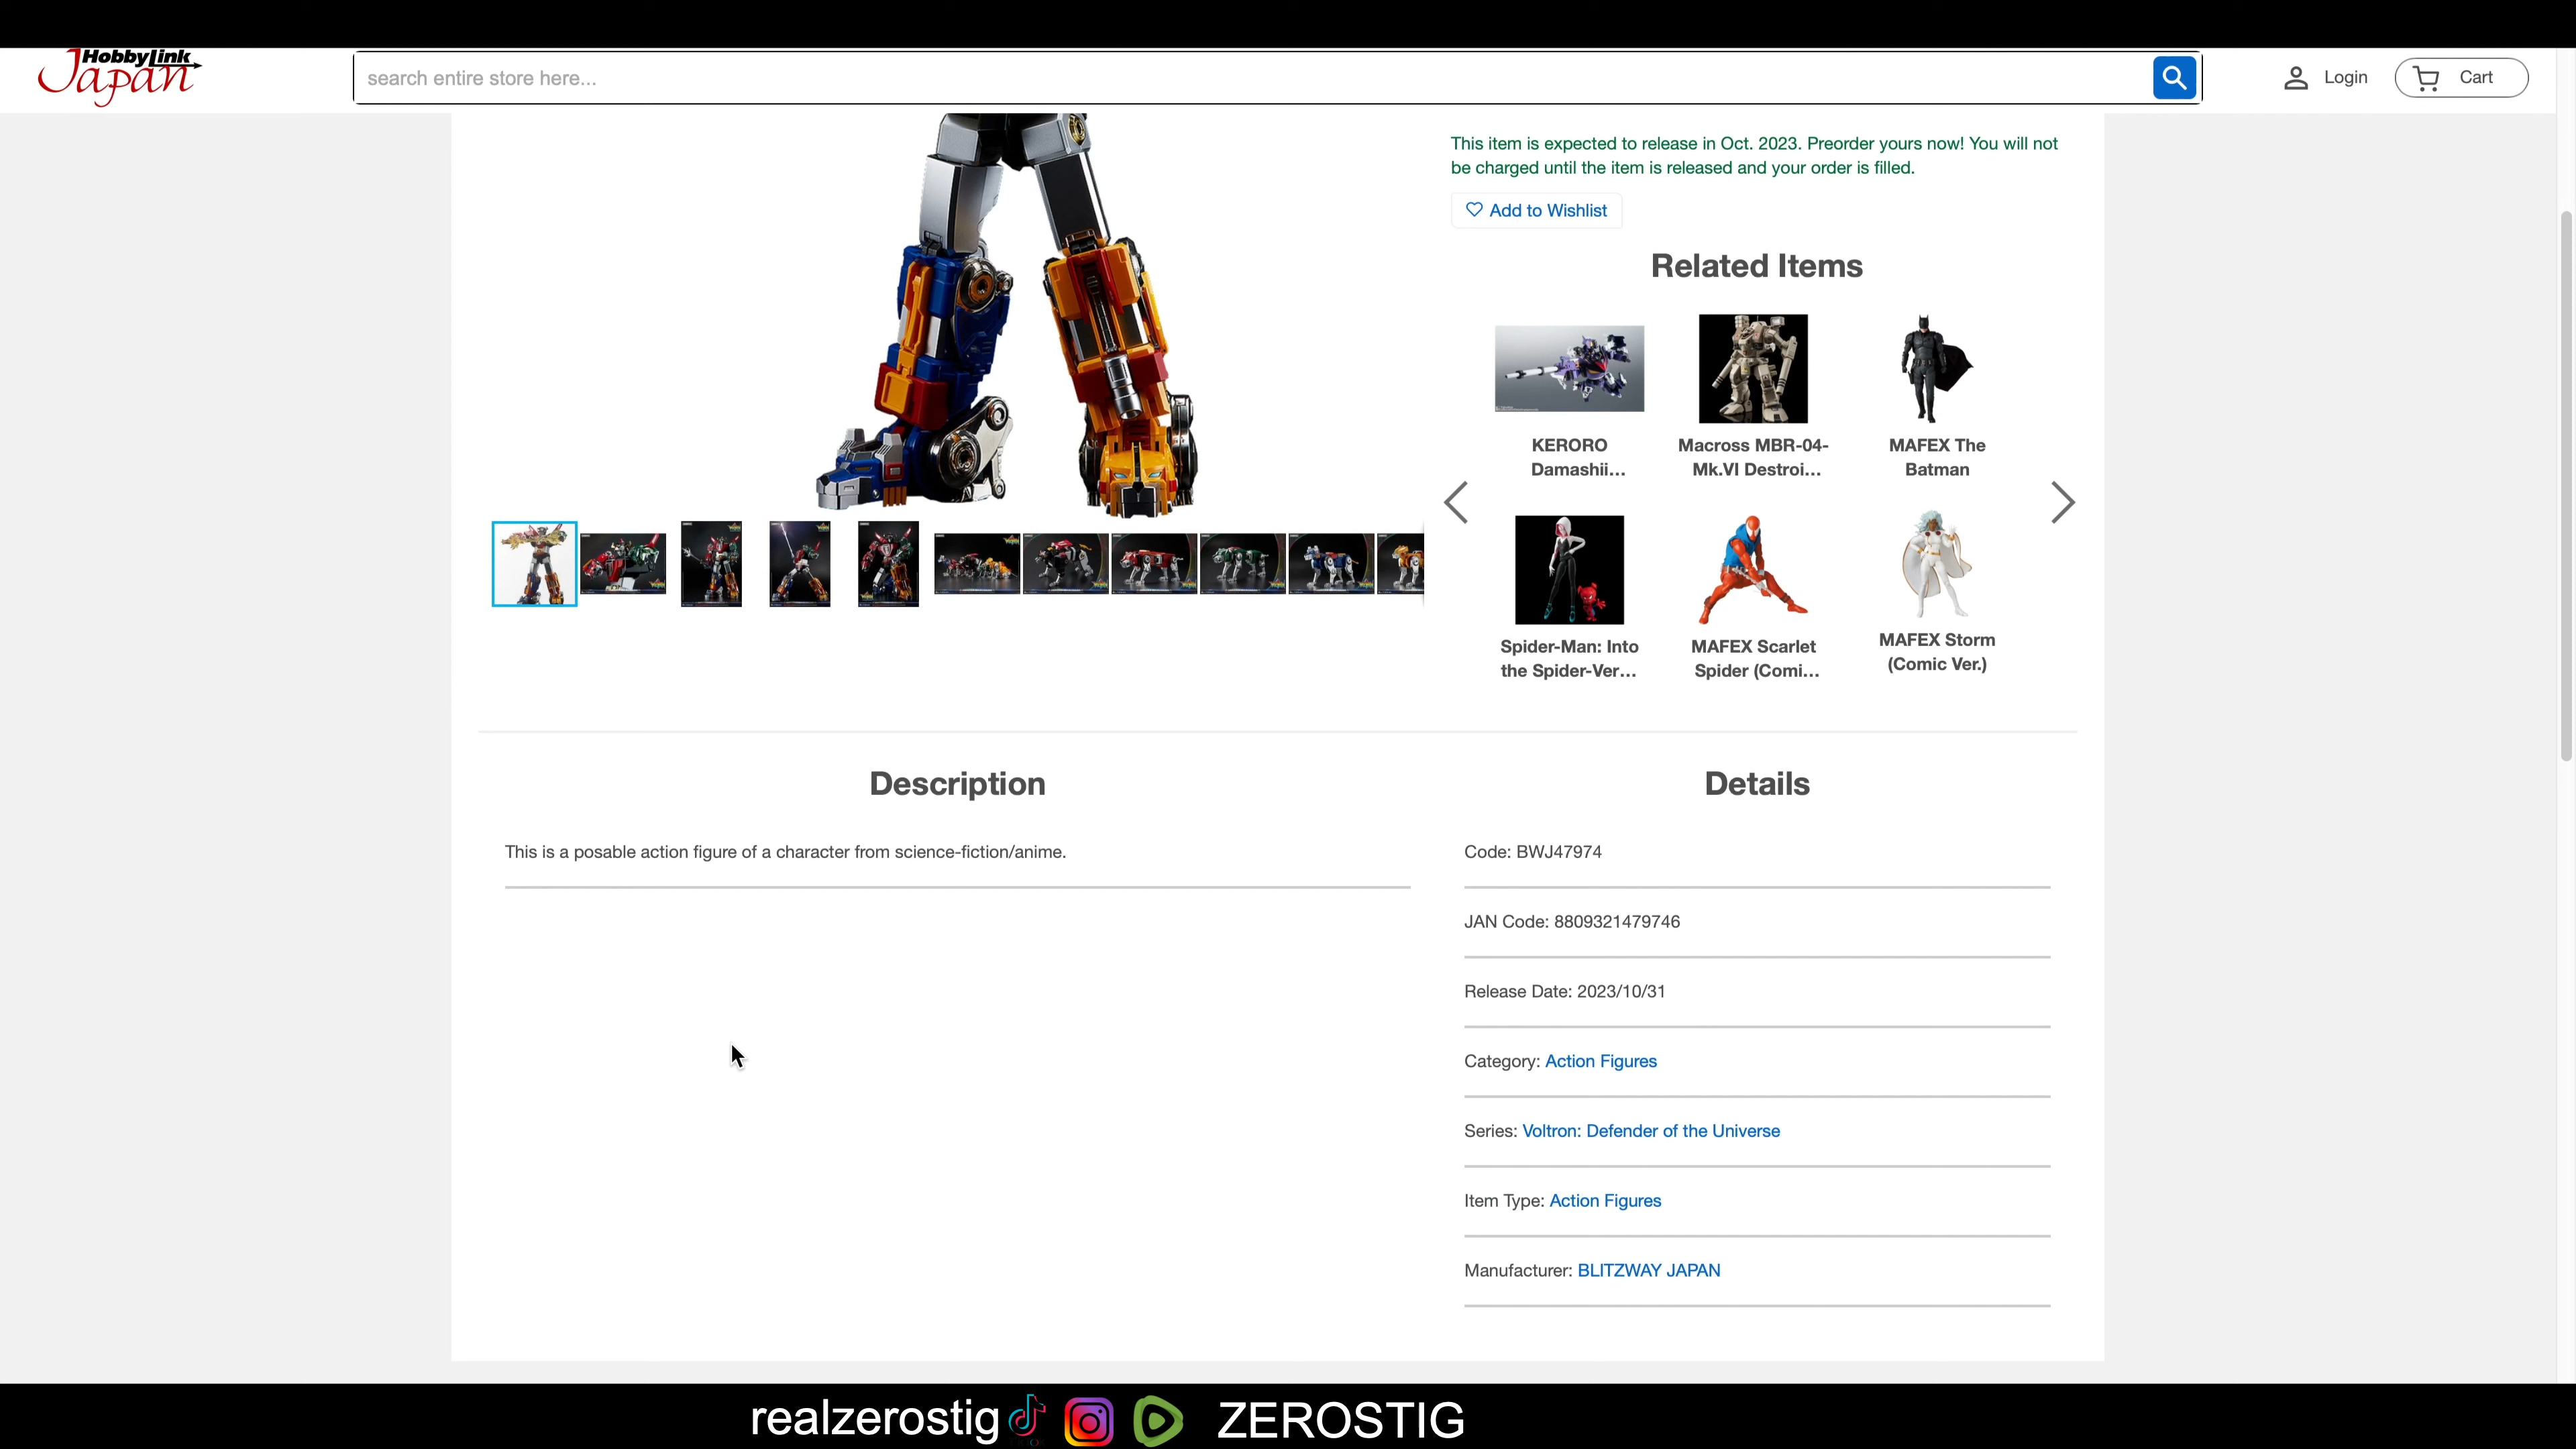 HobbyLink
Japan
search entire store here...
Login
Cart
This item is expected to release in Oct. 2023. Preorder yours now! You will not
be charged until the item is released and your order is filled.
Add to Wishlist
Related Items
KERORO
Damashii...
Macross MBR-04-
Mk.VI Destroi...
MAFEX The
Batman
Spider-Man: Into
the Spider-Ver...
MAFEX Scarlet
Spider (Comi...
MAFEX Storm
(Comic Ver.)
Description
This is a posable action figure of a character from science-fiction/anime.
Details
Code: BWJ47974
JAN Code: 8809321479746
Release Date: 2023/10/31
Category: Action Figures
Series: Voltron: Defender of the Universe
Item Type: Action Figures
Manufacturer: BLITZWAY JAPAN
realzerostig
ZEROSTIG